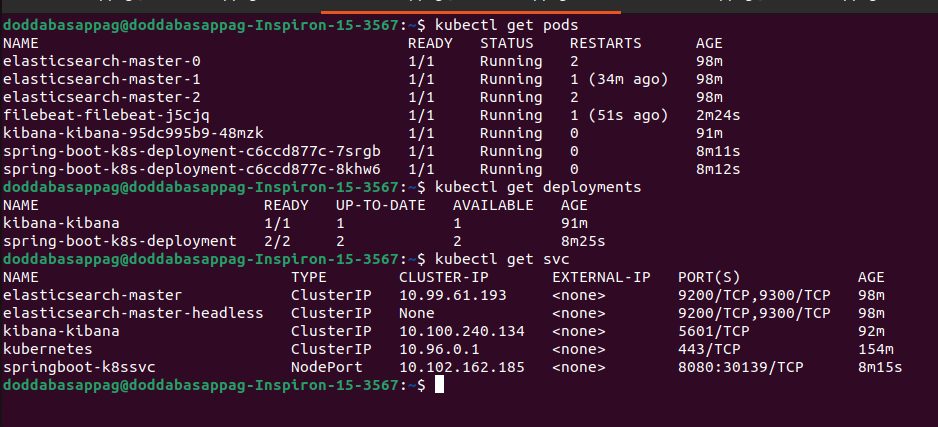 doddabasappag@doddabasappag-Inspiron-15-3567:~$ kubectl get pods
NAME READY STATUS RESTARTS AGE
elasticsearch-master-0 1/1 Running 2 98m
elasticsearch-master-1 1/1 Running 1 (34m ago) 98m
elasticsearch-master-2 1/1 Running 2 98m
filebeat-filebeat-j5cjq 1/1 Running 1 (51s ago) 2m24s
kibana-kibana-95dc995b9-48mzk 1/1 Running 0 91m
spring-boot-k8s-deployment-c6ccd877c-7srgb 1/1 Running 0 8m11s
spring-boot-k8s-deployment-c6ccd877c-8khw6 1/1 Running 0 8m12s
doddabasappag@doddabasappag-Inspiron-15-3567:~$ kubectl get deployments
NAME READY UP-TO-DATE AVAILABLE AGE
kibana-kibana 1/1 1 1 91m
spring-boot-k8s-deployment 2/2 2 2 8m25s
doddabasappag@doddabasappag-Inspiron-15-3567:~$ kubectl get svc
NAME TYPE CLUSTER-IP EXTERNAL-IP PORT(S) AGE
elasticsearch-master ClusterIP 10.99.61.193 <none> 9200/TCP,9300/TCP 98m
elasticsearch-master-headless ClusterIP None <none> 9200/TCP,9300/TCP 98m
kibana-kibana ClusterIP 10.100.240.134 <none> 5601/TCP 92m
kubernetes ClusterIP 10.96.0.1 <none> 443/TCP 154m
springboot-k8ssvc NodePort 10.102.162.185 <none> 8080:30139/TCP 8m15s
doddabasappag@doddabasappag-Inspiron-15-3567:~$